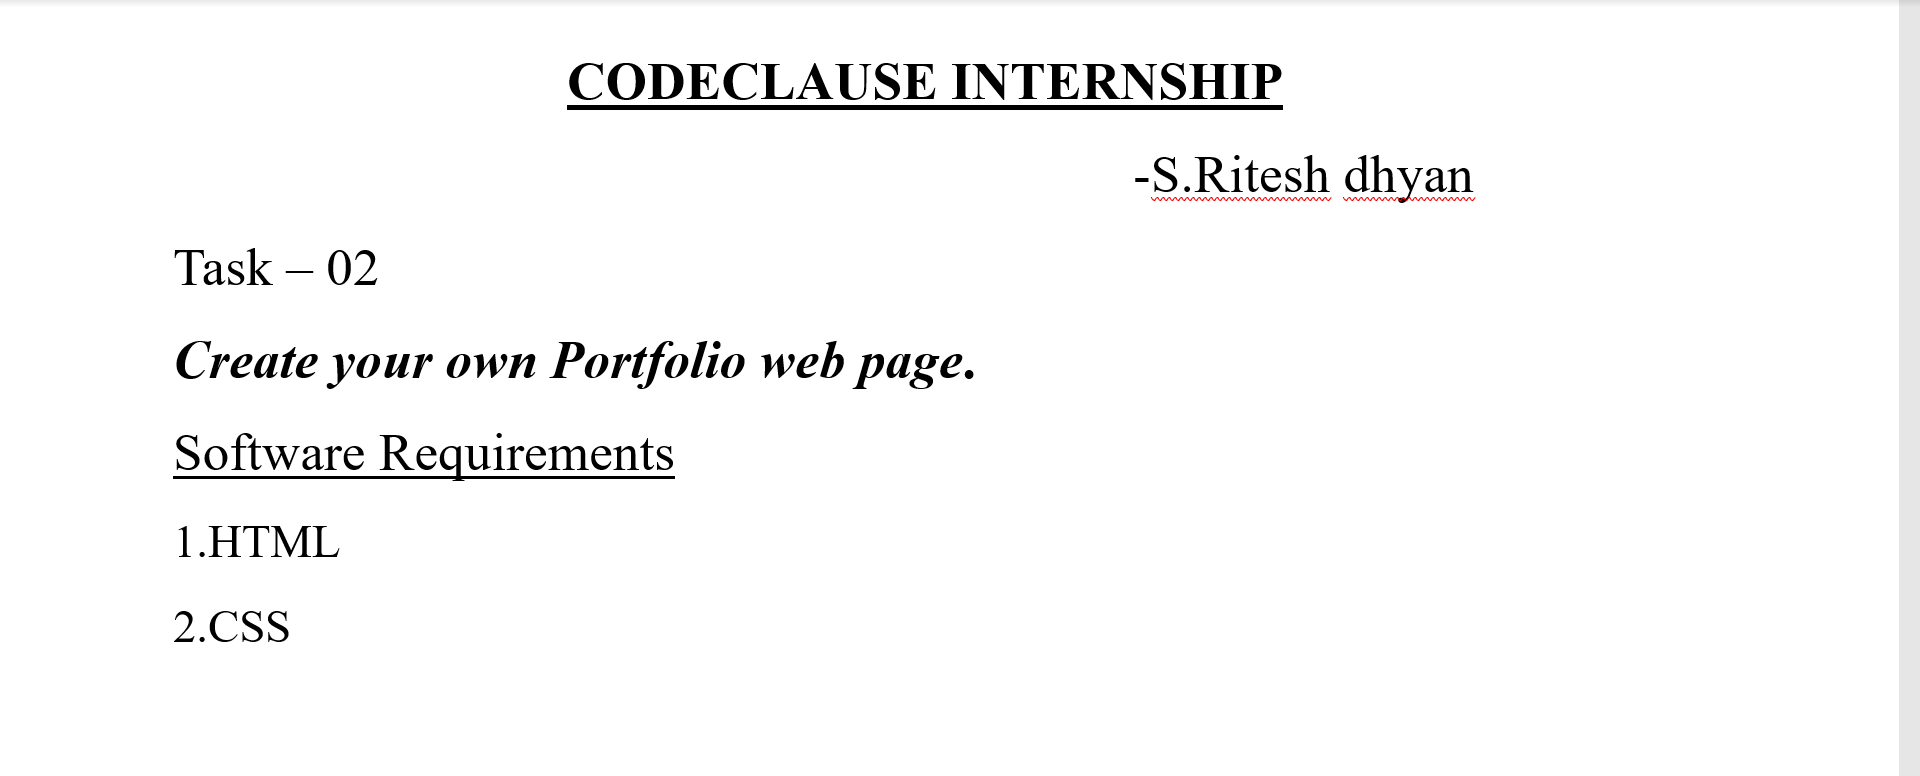 CODECLAUSE INTERNSHIP
-S.Ritesh dhyan
Task – 02
Create your own Portfolio web page.
Software Requirements
1.HTML
2.CSS